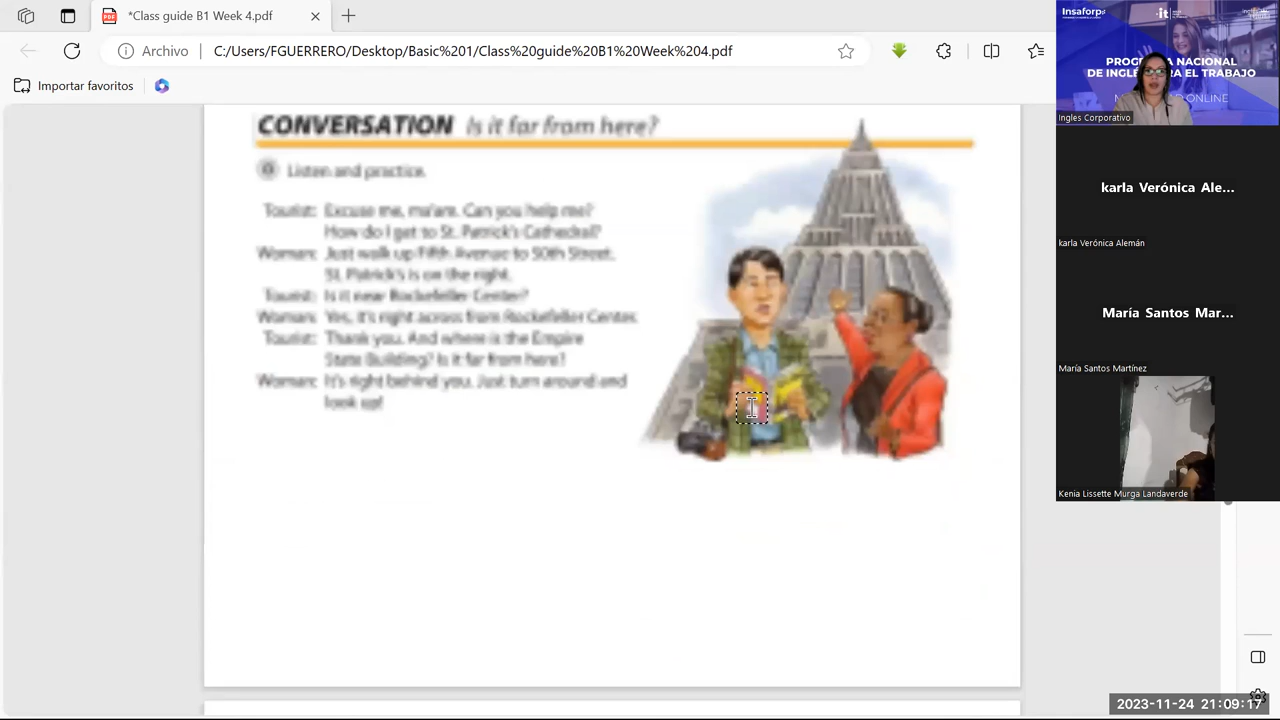 *Class guide B1 Week 4.pdf
Archivo
C:/Users/FGUERRERO/Desktop/Basic%201/Class%20guide%20B1%20Week%204.pdf
Importar favoritos
CONVERSATION Is it far from here?
Listen and practice.
Tourist: Excuse me, ma'am. Can you help me?
How do I get to St. Patrick's Cathedral?
Woman: Just walk up Fifth Avenue to 50th Street.
St. Patrick's is on the right.
Tourist: Is it near Rockefeller Center?
Woman: Yes, it's right across from Rockefeller Center.
Tourist: Thank you. And where is the Empire
State Building? Is it far from here?
Woman: It's right behind you. Just turn around and
look up!
Insaforp
it
PROGRAMA NACIONAL
DE INGLÉS PARA EL TRABAJO
ONLINE
Ingles Corporativo
karla Verónica Ale...
karla Verónica Alemán
María Santos Mar...
María Santos Martínez
Kenia Lissette Murga Landaverde
2023-11-24 21:09:17